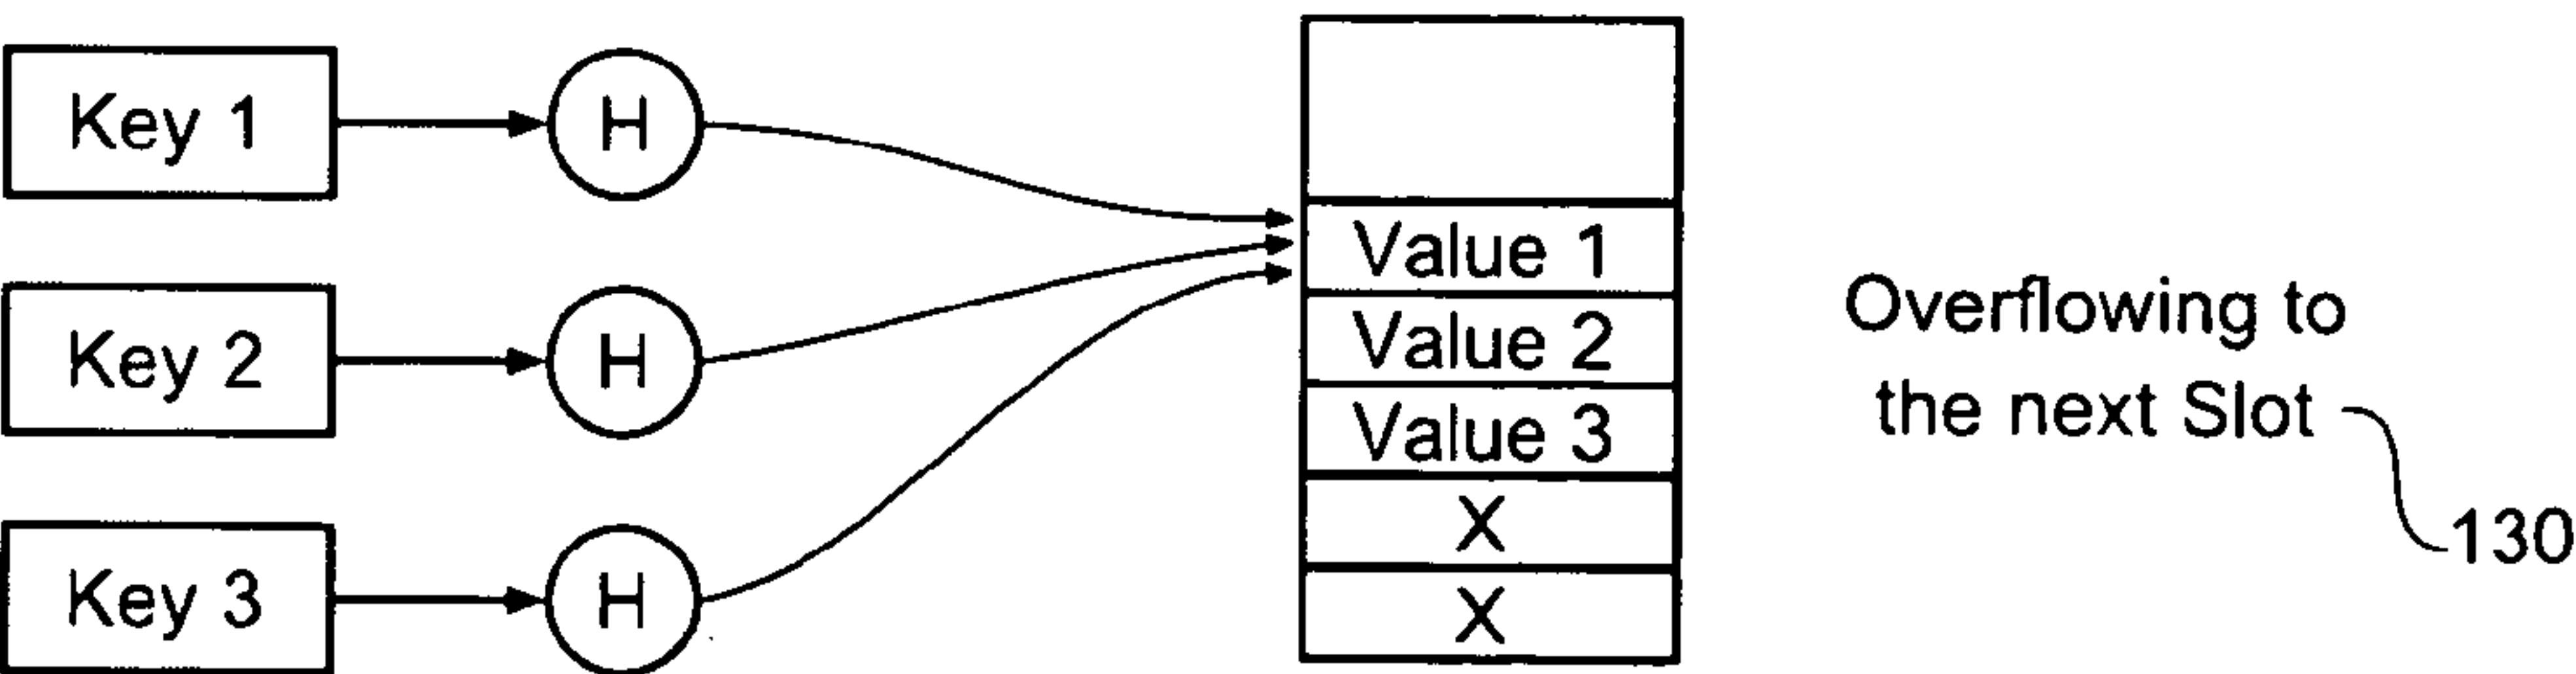 Key 1
H
Key 2
H
Key 3
H
Value 1
Value 2
Value 3
X
X
Overflowing to
the next Slot
130